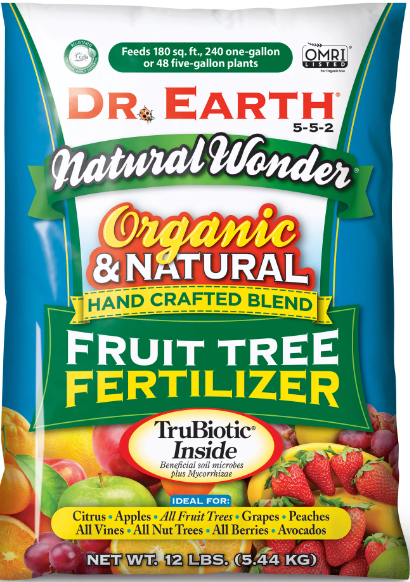 Feeds 180 sq. ft., 240 one-gallon
or 48 five-gallon plants
OMRI®
LISTED
For Organic Use
DR. EARTH®
5-5-2
Natural Wonder®
Organic
& NATURAL
HAND CRAFTED BLEND
FRUIT TREE
FERTILIZER
TruBiotic®
Inside
Beneficial soil microbes
plus Mycorrhizae
IDEAL FOR:
Citrus • Apples • All Fruit Trees • Grapes • Peaches
All Vines • All Nut Trees • All Berries • Avocados
NET WT. 12 LBS. (5.44 KG)